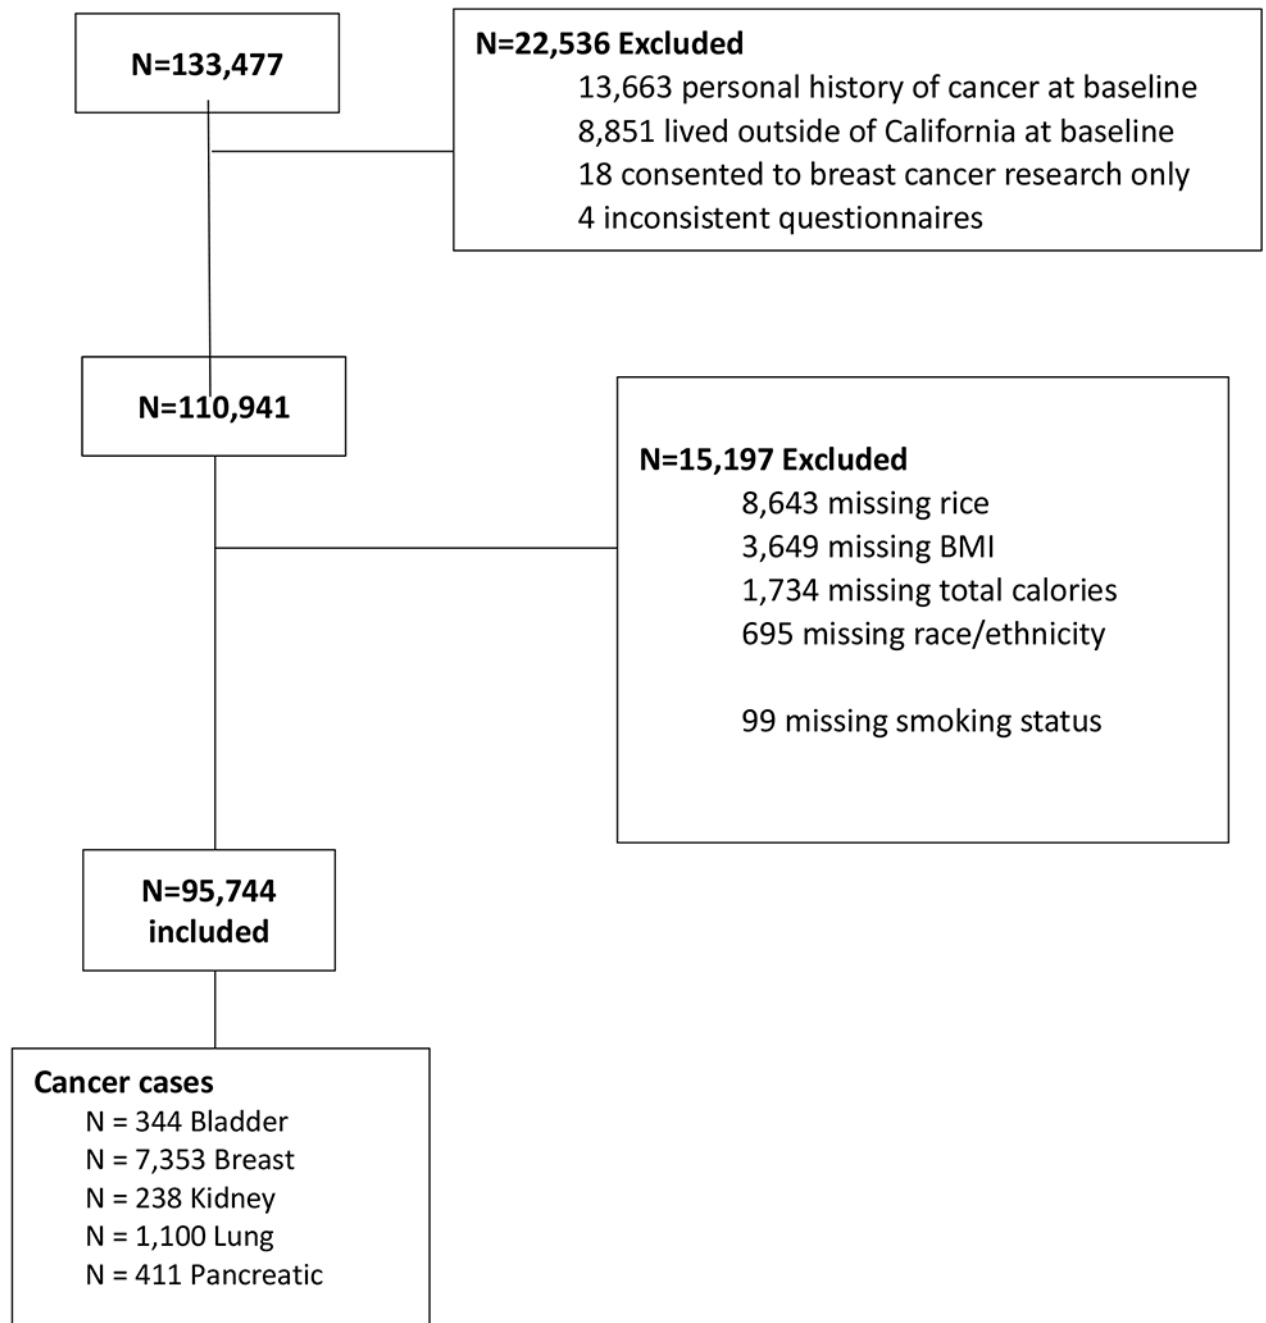 N=133,477
N=22,536 Excluded
13,663 personal history of cancer at baseline
8,851 lived outside of California at baseline
18 consented to breast cancer research only
4 inconsistent questionnaires
N=110,941
N=15,197 Excluded
8,643 missing rice
3,649 missing BMI
1,734 missing total calories
695 missing race/ethnicity
99 missing smoking status
N=95,744
included
Cancer cases
N = 344 Bladder
N = 7,353 Breast
N = 238 Kidney
N = 1,100 Lung
N = 411 Pancreatic